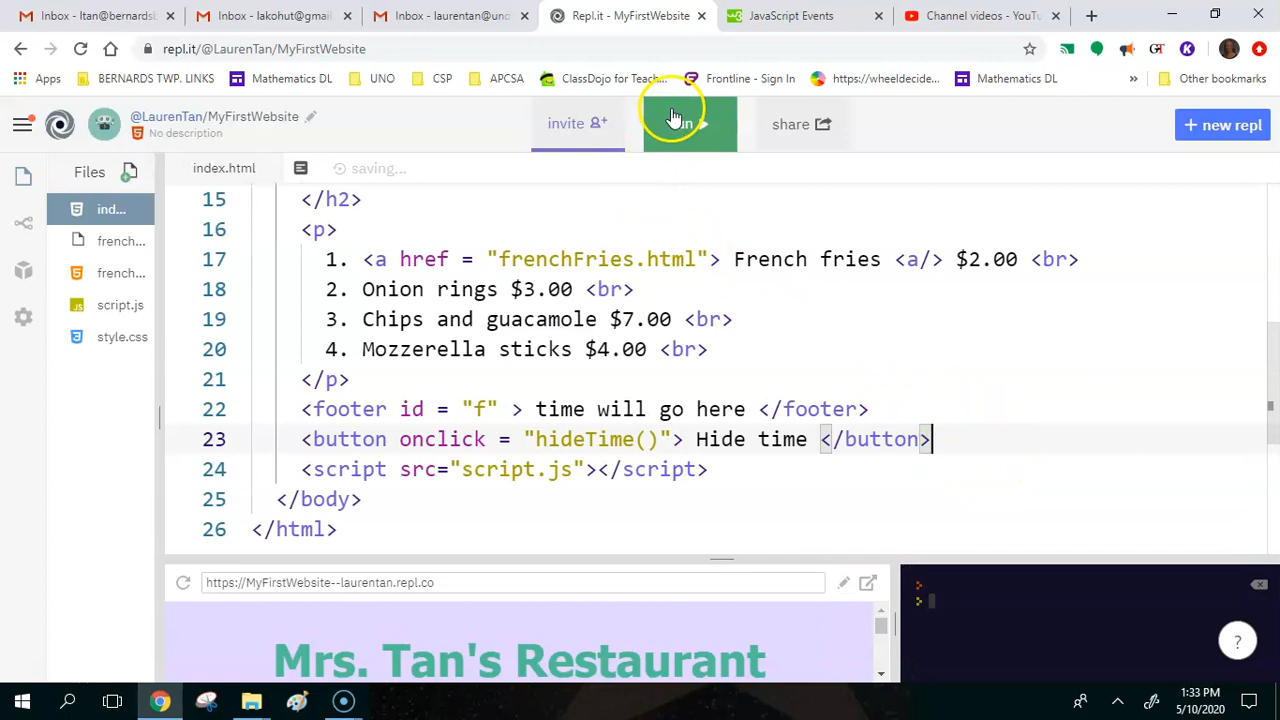 Inbox - ltan@bernardsb
Inbox - lakohut@gmail
Inbox - laurentan@uno
Repl.it - MyFirstWebsite
JavaScript Events
Channel videos - YouTu
repl.it/@LaurenTan/MyFirstWebsite
Apps
BERNARDS TWP. LINKS
Mathematics DL
UNO
CSP
APCSA
ClassDojo for Teach...
Frontline - Sign In
https://wheeldecide...
Mathematics DL
»
Other bookmarks
@LaurenTan/MyFirstWebsite
No description
invite
share
+ new repl
Files
index.html
saving...
ind...
french...
french...
script.js
style.css
15 </h2>
16 <p>
17 1. <a href = "frenchFries.html"> French fries <a/> $2.00 <br>
18 2. Onion rings $3.00 <br>
19 3. Chips and guacamole $7.00 <br>
20 4. Mozzerella sticks $4.00 <br>
21 </p>
22 <footer id = "f" > time will go here </footer>
23 <button onclick = "hideTime()"> Hide time </button>
24 <script src="script.js"></script>
25 </body>
26 </html>
https://MyFirstWebsite--laurentan.repl.co
Mrs. Tan's Restaurant
?
1:33 PM
5/10/2020